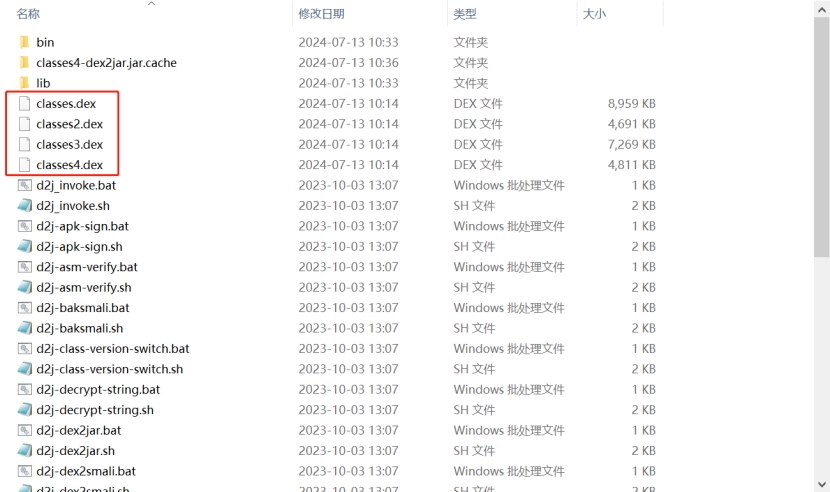 名称 修改日期 类型 大小
bin 2024-07-13 10:33 文件夹
classes4-dex2jar.jar.cache 2024-07-13 10:36 文件夹
lib 2024-07-13 10:33 文件夹
classes.dex 2024-07-13 10:14 DEX 文件 8,959 KB
classes2.dex 2024-07-13 10:14 DEX 文件 4,691 KB
classes3.dex 2024-07-13 10:14 DEX 文件 7,269 KB
classes4.dex 2024-07-13 10:14 DEX 文件 4,811 KB
d2j_invoke.bat 2023-10-03 13:07 Windows 批处理文件 1 KB
d2j_invoke.sh 2023-10-03 13:07 SH 文件 2 KB
d2j-apk-sign.bat 2023-10-03 13:07 Windows 批处理文件 1 KB
d2j-apk-sign.sh 2023-10-03 13:07 SH 文件 2 KB
d2j-asm-verify.bat 2023-10-03 13:07 Windows 批处理文件 1 KB
d2j-asm-verify.sh 2023-10-03 13:07 SH 文件 2 KB
d2j-baksmali.bat 2023-10-03 13:07 Windows 批处理文件 1 KB
d2j-baksmali.sh 2023-10-03 13:07 SH 文件 2 KB
d2j-class-version-switch.bat 2023-10-03 13:07 Windows 批处理文件 1 KB
d2j-class-version-switch.sh 2023-10-03 13:07 SH 文件 2 KB
d2j-decrypt-string.bat 2023-10-03 13:07 Windows 批处理文件 1 KB
d2j-decrypt-string.sh 2023-10-03 13:07 SH 文件 2 KB
d2j-dex2jar.bat 2023-10-03 13:07 Windows 批处理文件 1 KB
d2j-dex2jar.sh 2023-10-03 13:07 SH 文件 2 KB
d2j-dex2smali.bat 2023-10-03 13:07 Windows 批处理文件 1 KB
d2j-dex2smali.sh 2023-10-03 13:07 SH 文件 2 KB